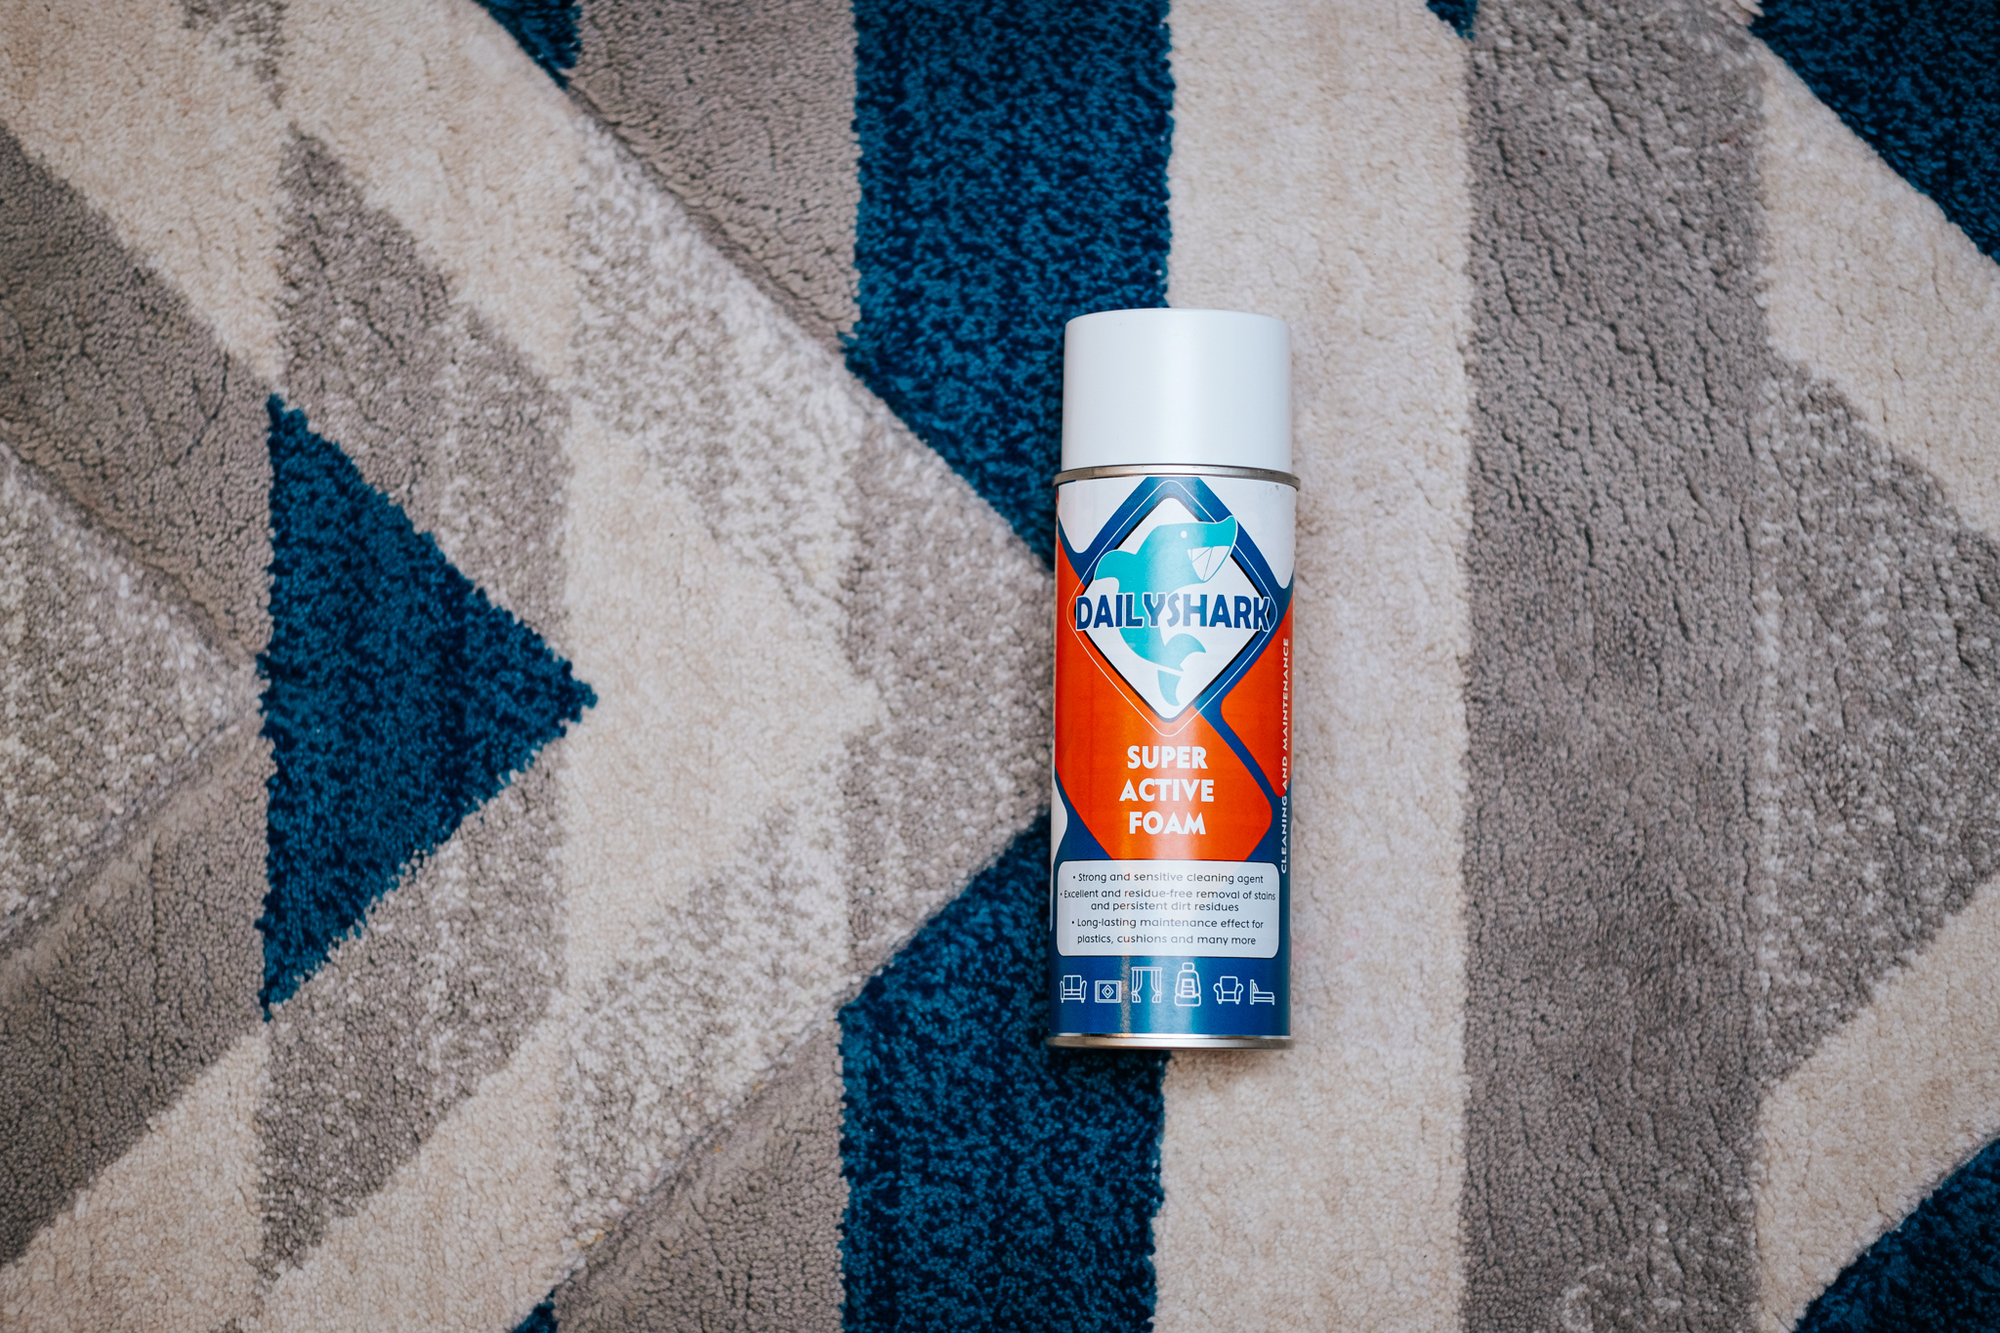 DAILYSHARK
SUPER
ACTIVE
FOAM
CLEANING AND MAINTENANCE
• Strong and sensitive cleaning agent
• Excellent and residue-free removal of stains
and persistent dirt residues
• Long-lasting maintenance effect for
plastics, cushions and many more